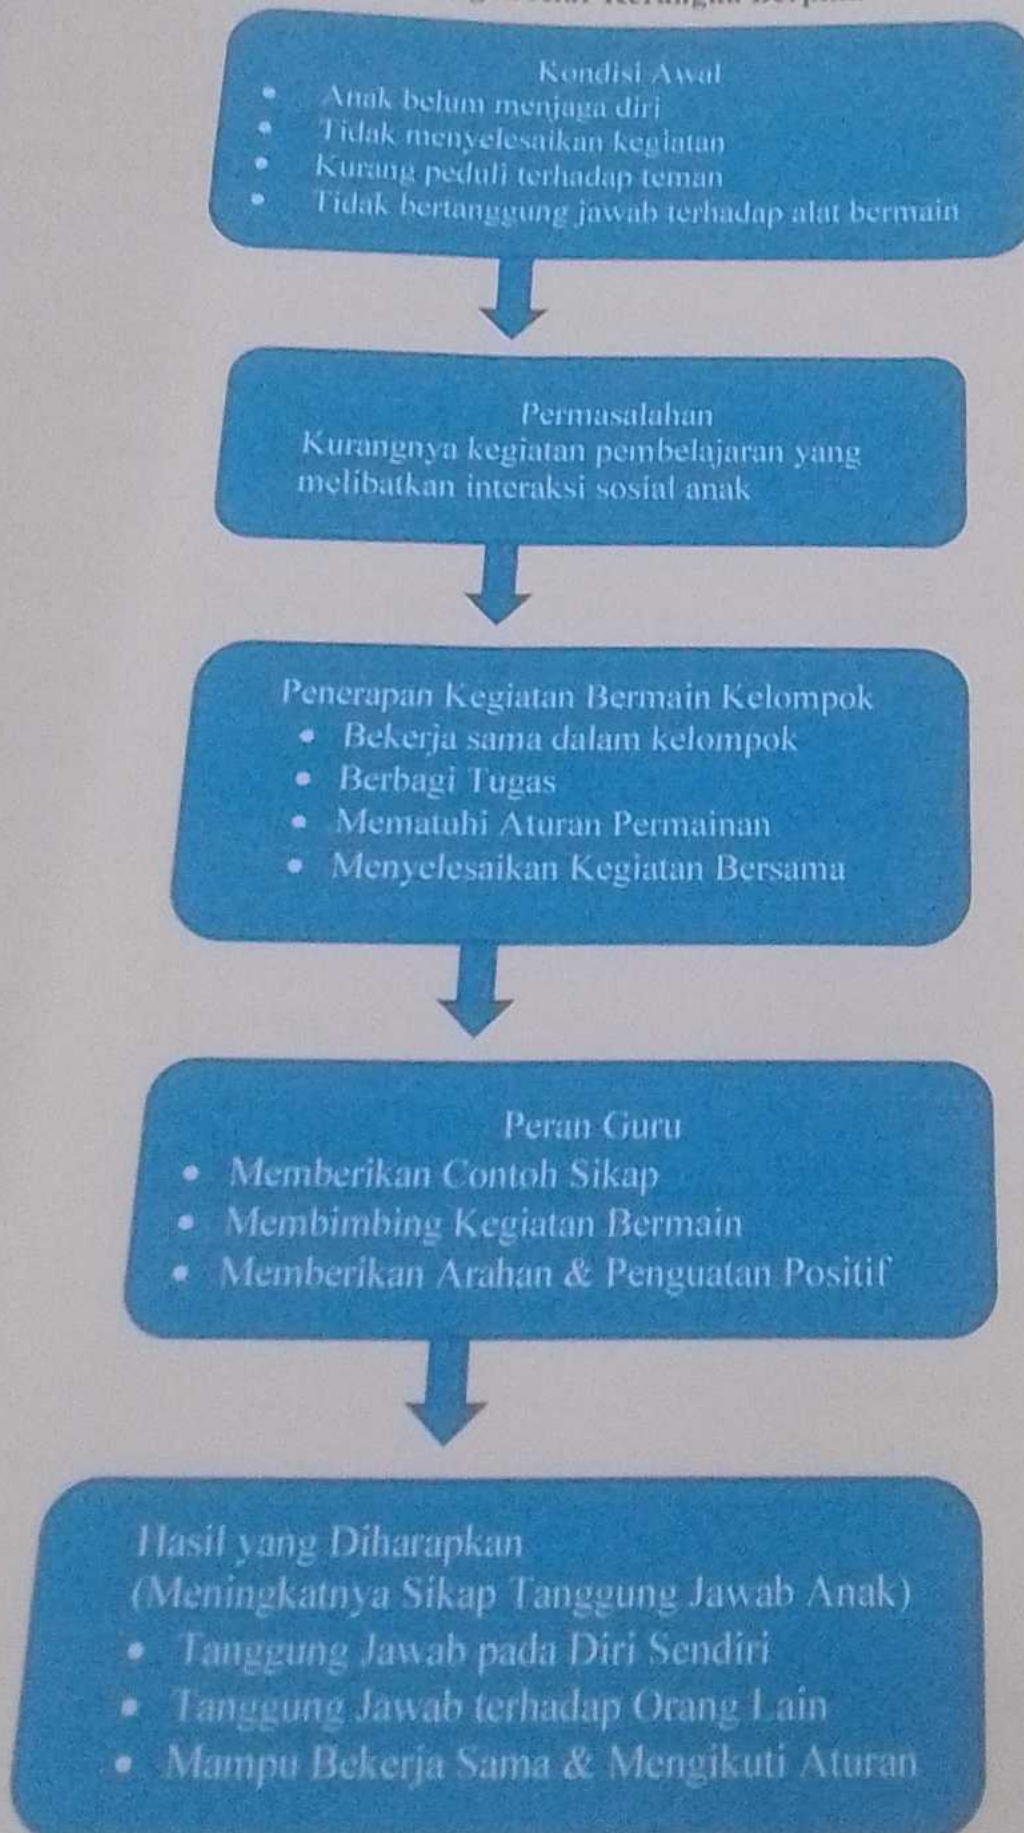 Kerangka
Kondisi Awal
• Anak belum menjaga diri
• Tidak menyelesaikan kegiatan
• Kurang peduli terhadap teman
• Tidak bertanggung jawab terhadap alat bermain
Permasalahan
Kurangnya kegiatan pembelajaran yang
melibatkan interaksi sosial anak
Penerapan Kegiatan Bermain Kelompok
• Bekerja sama dalam kelompok
• Berbagi Tugas
• Mematuhi Aturan Permainan
• Menyelesaikan Kegiatan Bersama
Peran Guru
• Memberikan Contoh Sikap
• Membimbing Kegiatan Bermain
• Memberikan Arahan & Penguatan Positif
Hasil yang Diharapkan
(Meningkatnya Sikap Tanggung Jawab Anak)
• Tanggung Jawab pada Diri Sendiri
• Tanggung Jawab terhadap Orang Lain
• Mampu Bekerja Sama & Mengikuti Aturan